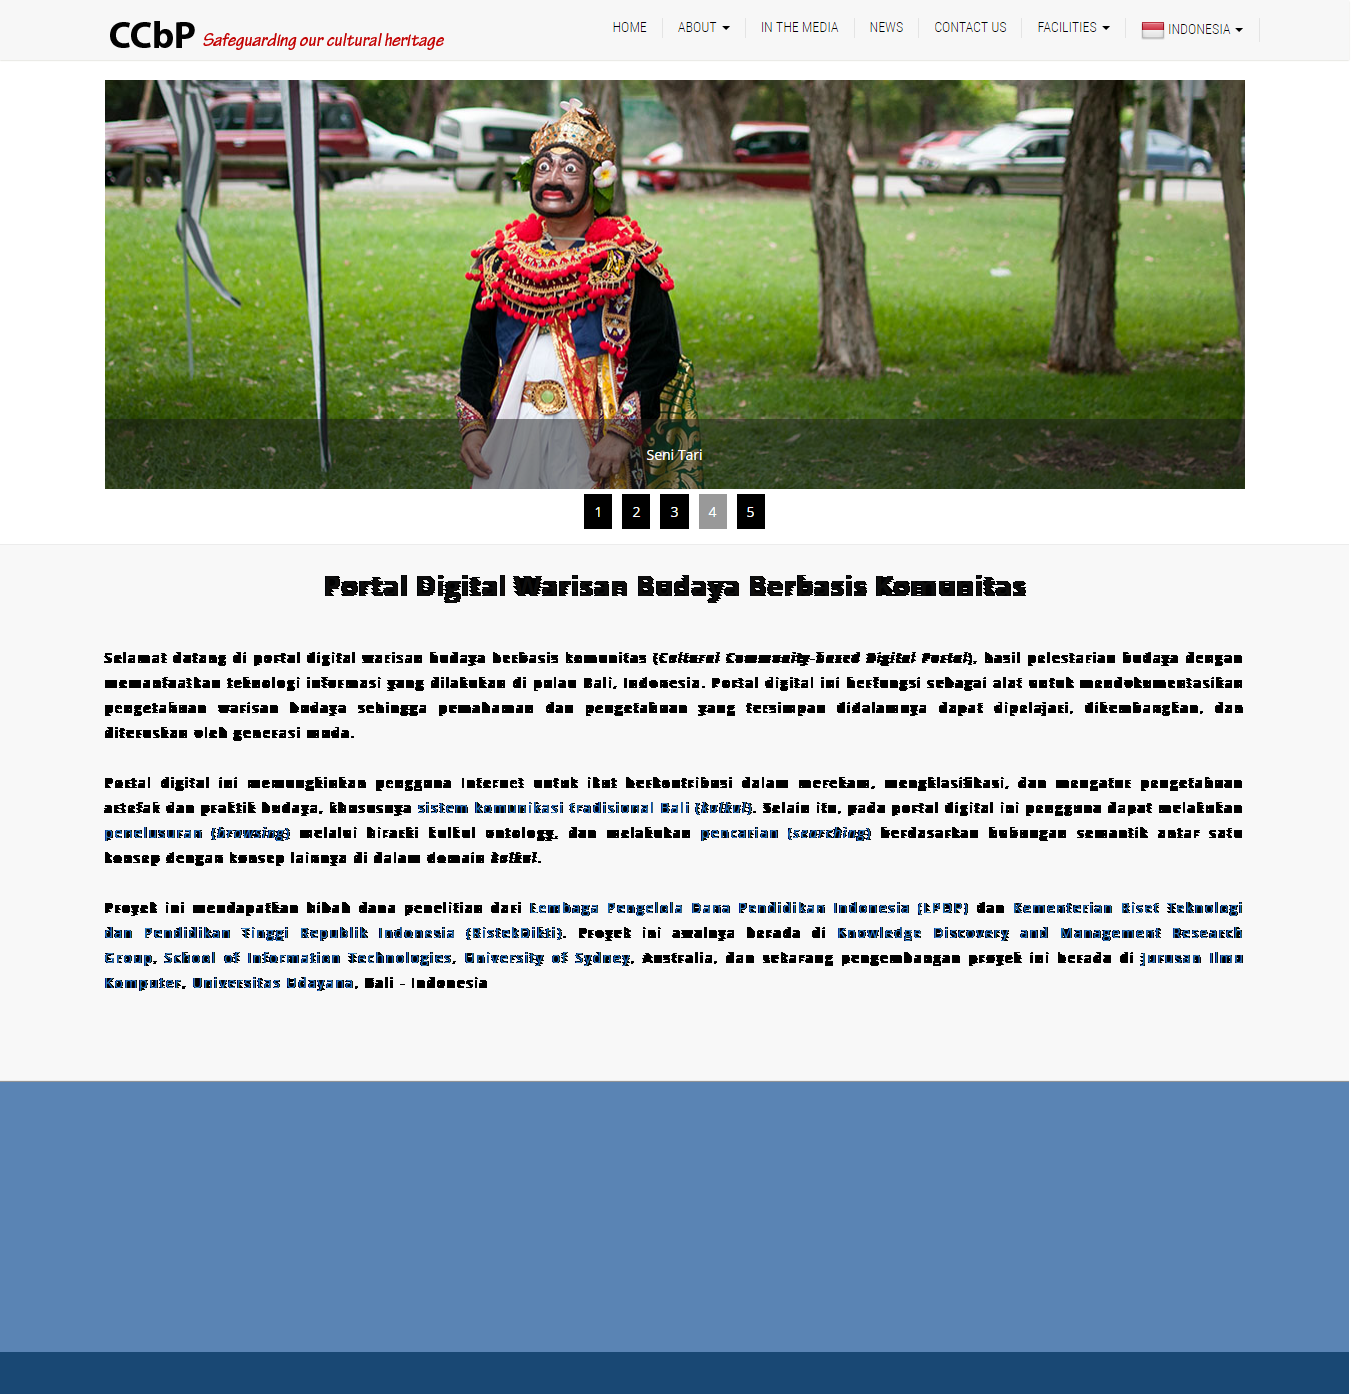 CCbP Safeguarding our cultural heritage
HOME ABOUT IN THE MEDIA NEWS CONTACT US FACILITIES INDONESIA
Seni Tari
1 2 3 4 5
Portal Digital Warisan Budaya Berbasis Komunitas
Selamat datang di portal digital warisan budaya berbasis komunitas (Cultural Community-based Digital Portal), hasil pelestarian budaya dengan
memanfaatkan teknologi informasi yang dilakukan di pulau Bali, Indonesia. Portal digital ini berfungsi sebagai alat untuk mendokumentasikan
pengetahuan warisan budaya sehingga pemahaman dan pengetahuan yang tersimpan didalamnya dapat dipelajari, dikembangkan, dan
diteruskan oleh generasi muda.
Portal digital ini memungkinkan pengguna Internet untuk ikut berkontribusi dalam merekam, mengklasifikasi, dan mengatur pengetahuan
artefak dan praktik budaya, khususnya sistem komunikasi tradisional Bali (kulkul). Selain itu, pada portal digital ini pengguna dapat melakukan
penelusuran (browsing) melalui hirarki kulkul ontology, dan melakukan pencarian (searching) berdasarkan hubungan semantik antar satu
konsep dengan konsep lainnya di dalam domain kulkul.
Proyek ini mendapatkan hibah dana penelitian dari Lembaga Pengelola Dana Pendidikan Indonesia (LPDP) dan Kementerian Riset Teknologi
dan Pendidikan Tinggi Republik Indonesia (RistekDikti). Proyek ini awalnya berada di Knowledge Discovery and Management Research
Group, School of Information Technologies, University of Sydney, Australia, dan sekarang pengembangan proyek ini berada di Jurusan Ilmu
Komputer, Universitas Udayana, Bali - Indonesia